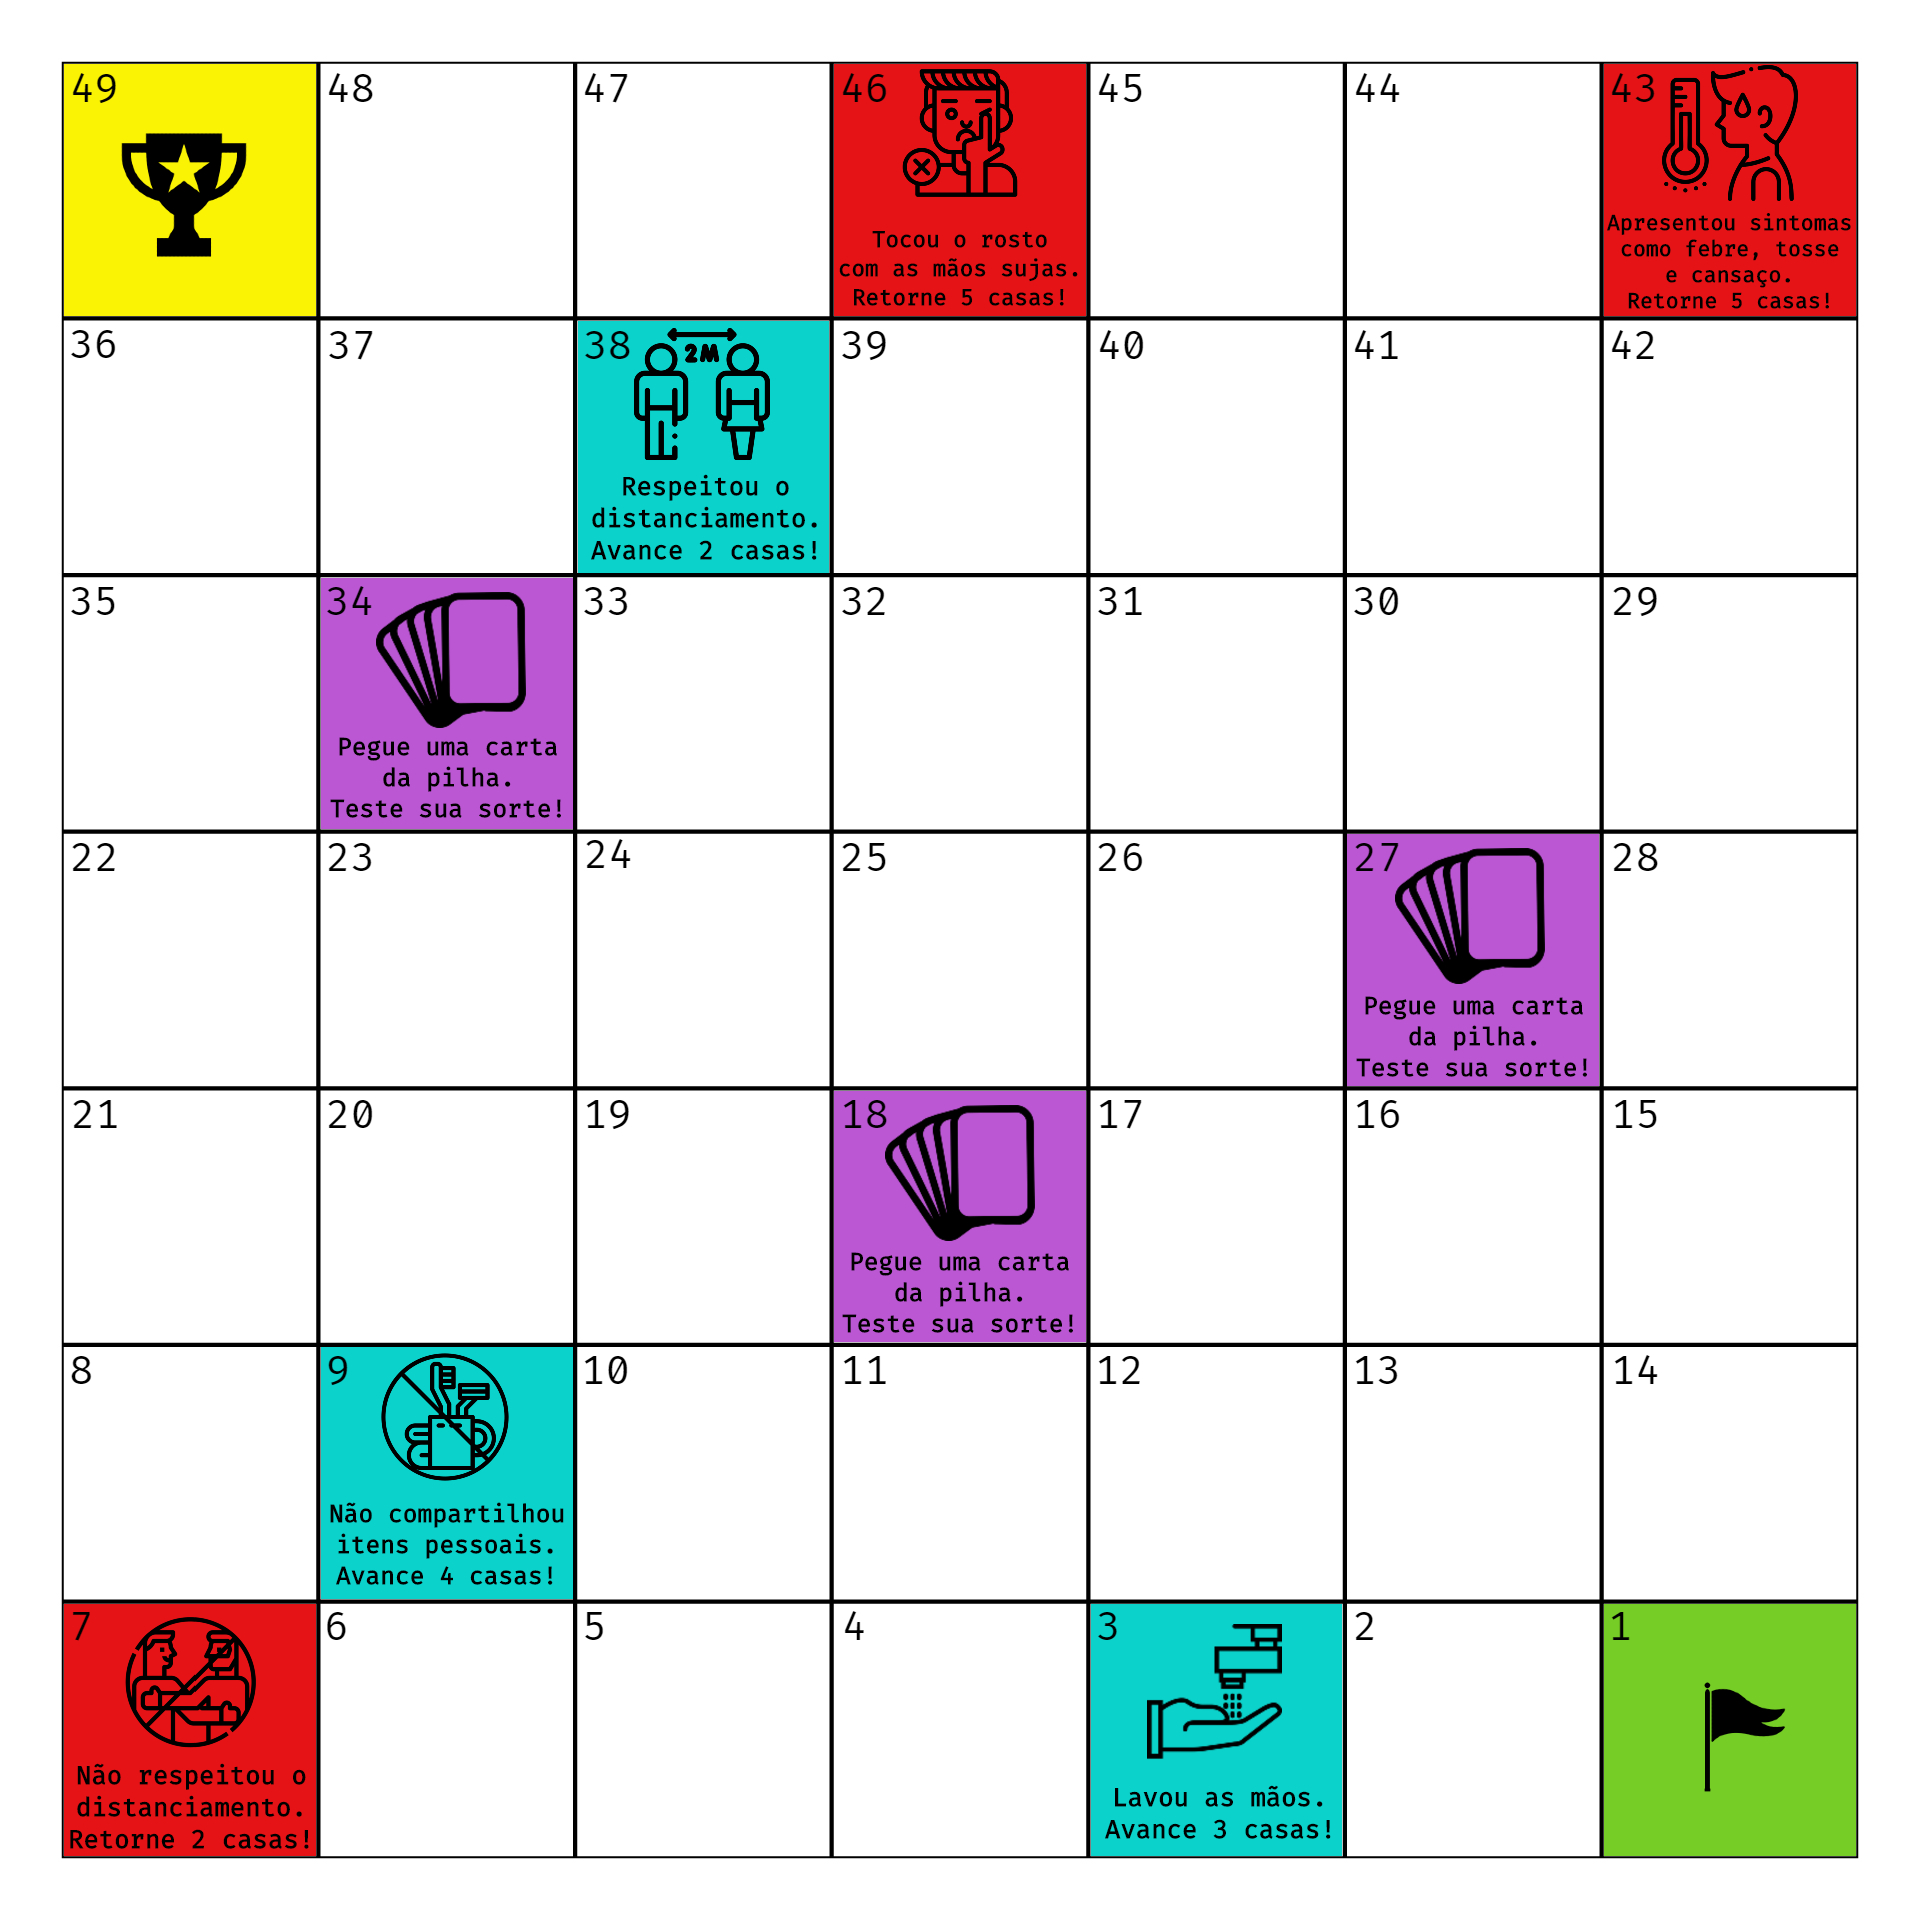 49
48
47
46
Tocou o rosto
com as mãos sujas.
Retorne 5 casas!
45
44
43
Apresentou sintomas
como febre, tosse
e cansaço.
Retorne 5 casas!
36
37
38
2M
Respeitou o
distanciamento.
Avance 2 casas!
39
40
41
42
35
34
Pegue uma carta
da pilha.
Teste sua sorte!
33
32
31
30
29
22
23
24
25
26
27
Pegue uma carta
da pilha.
Teste sua sorte!
28
21
20
19
18
Pegue uma carta
da pilha.
Teste sua sorte!
17
16
15
8
9
Não compartilhou
itens pessoais.
Avance 4 casas!
10
11
12
13
14
7
Não respeitou o
distanciamento.
Retorne 2 casas!
6
5
4
3
Lavou as mãos.
Avance 3 casas!
2
1